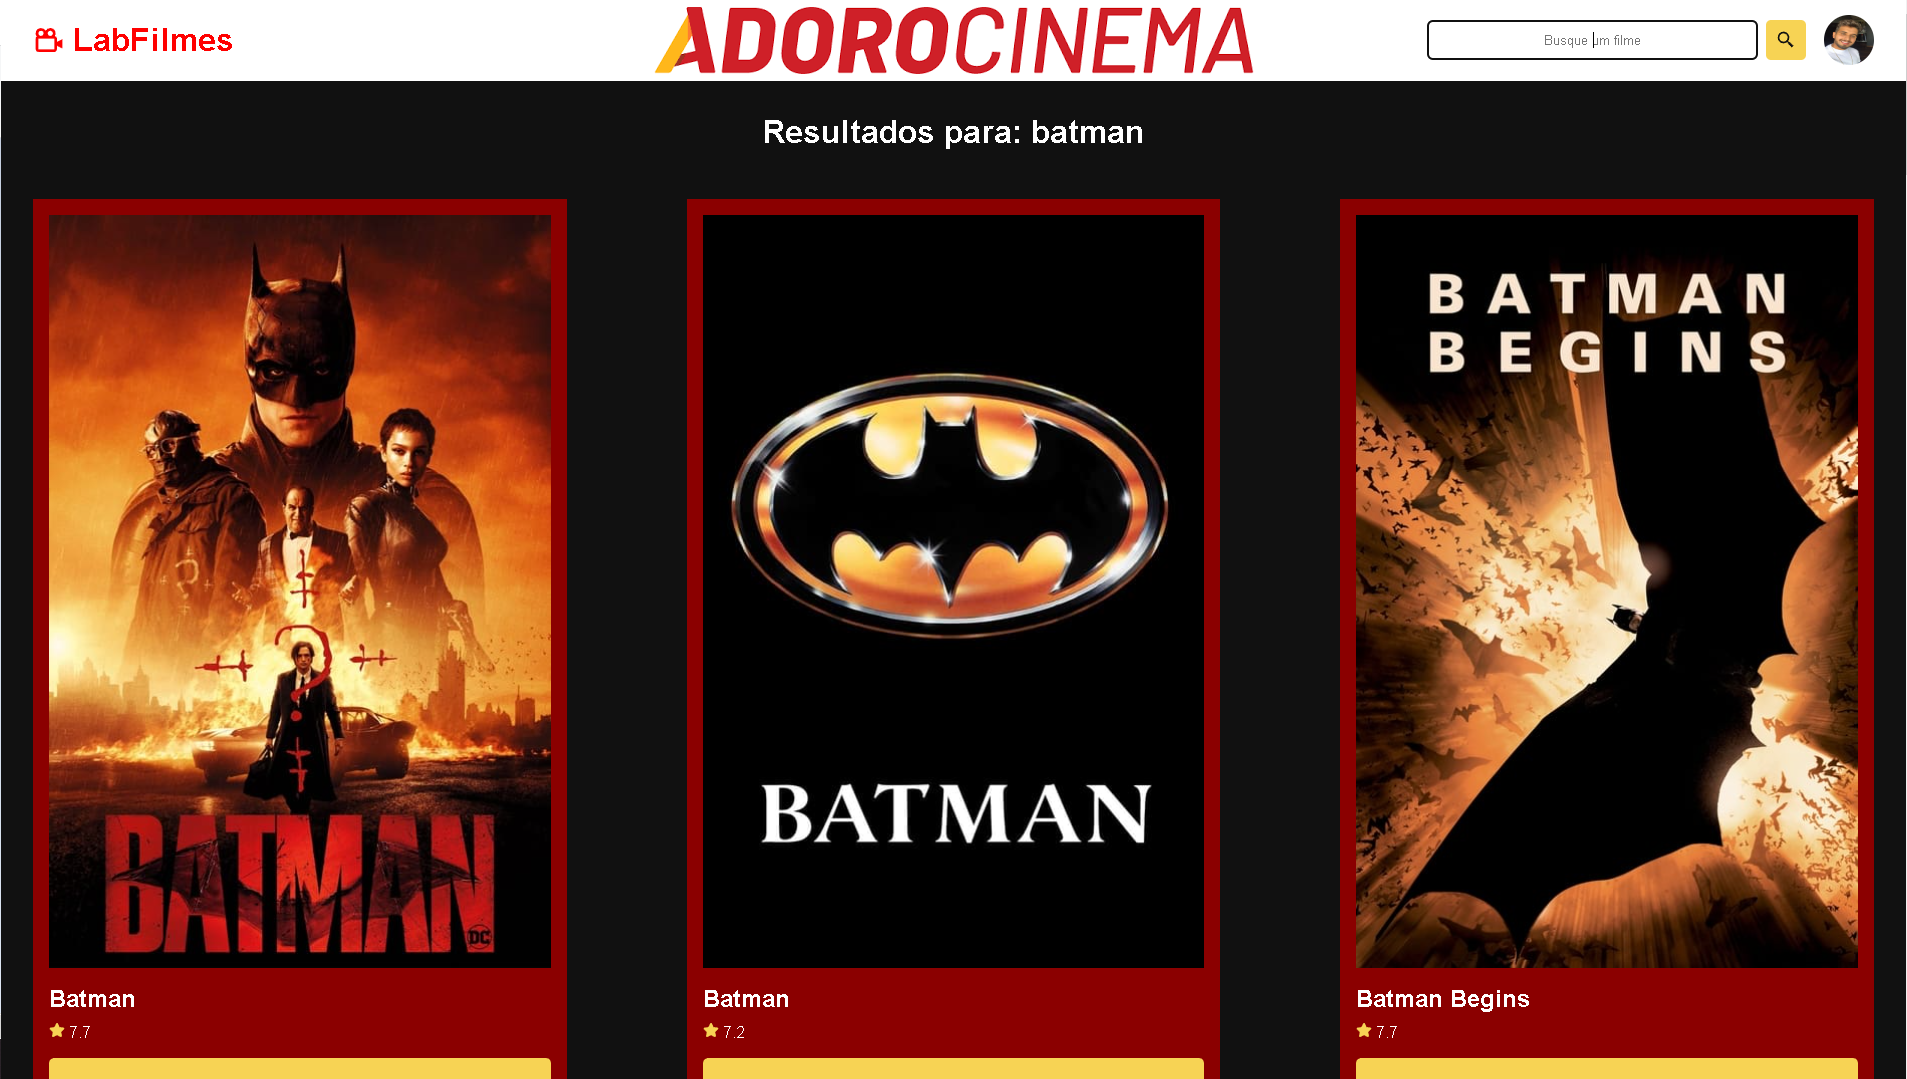 LabFilmes
ADOROCINEMA
Busque um filme
Resultados para: batman
BATMAN
DC
BATMAN
BATMAN
BEGINS
Batman
7.7
Batman
7.2
Batman Begins
7.7